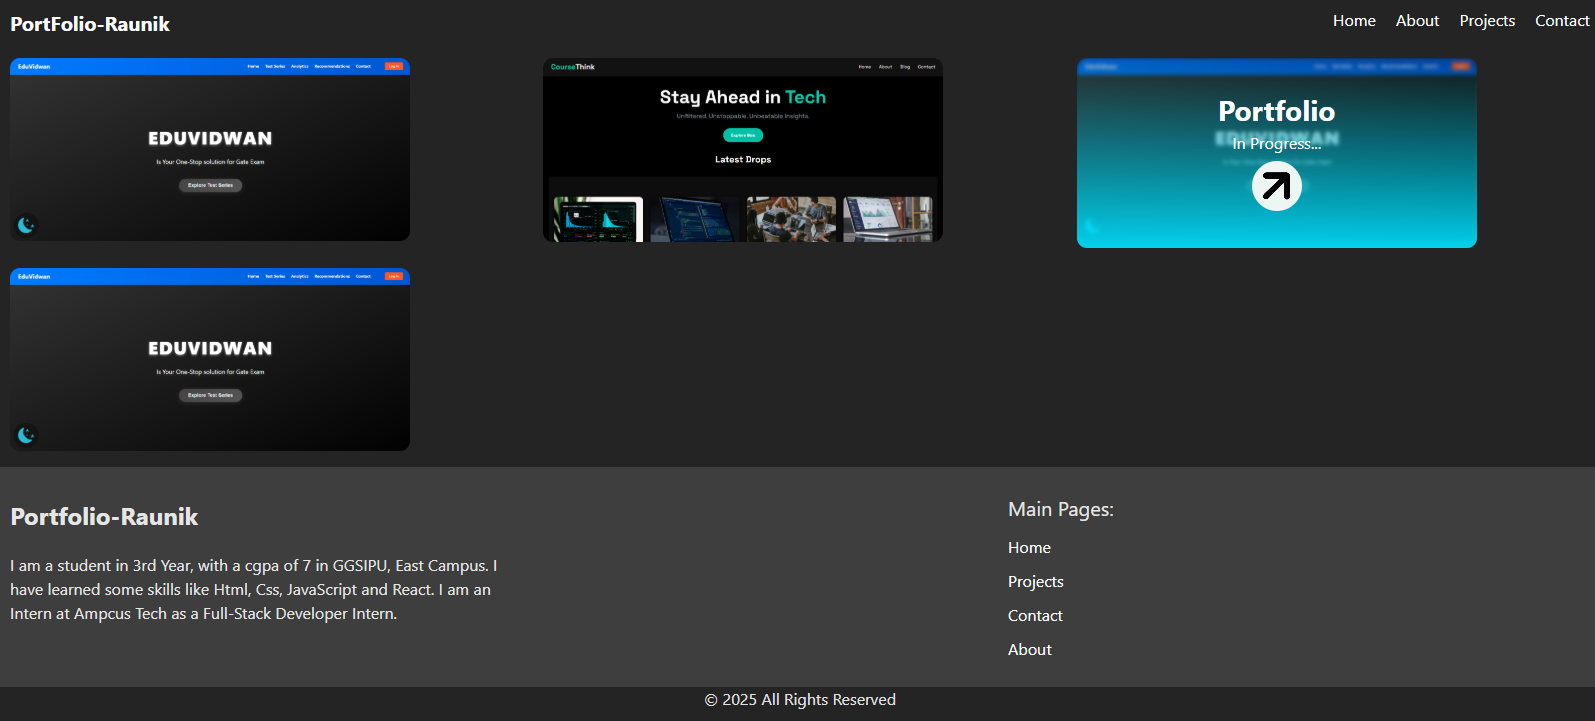 PortFolio-Raunik
Home About Projects Contact
EduVidwan
Home Test Series Analytics Recommendations Contact Log In
EDUVIDWAN
Is Your One-Stop solution for Gate Exam
Explore Test Series
CourseThink
Home About Blog Contact
Stay Ahead in Tech
Unfiltered. Unstoppable. Unbeatable Insights.
Explore Now
Latest Drops
Portfolio
EDUVIDWAN
In Progress...
EduVidwan
Home Test Series Analytics Recommendations Contact Log In
EDUVIDWAN
Is Your One-Stop solution for Gate Exam
Explore Test Series
Portfolio-Raunik
I am a student in 3rd Year, with a cgpa of 7 in GGSIPU, East Campus. I
have learned some skills like Html, Css, JavaScript and React. I am an
Intern at Ampcus Tech as a Full-Stack Developer Intern.
Main Pages:
Home
Projects
Contact
About
© 2025 All Rights Reserved